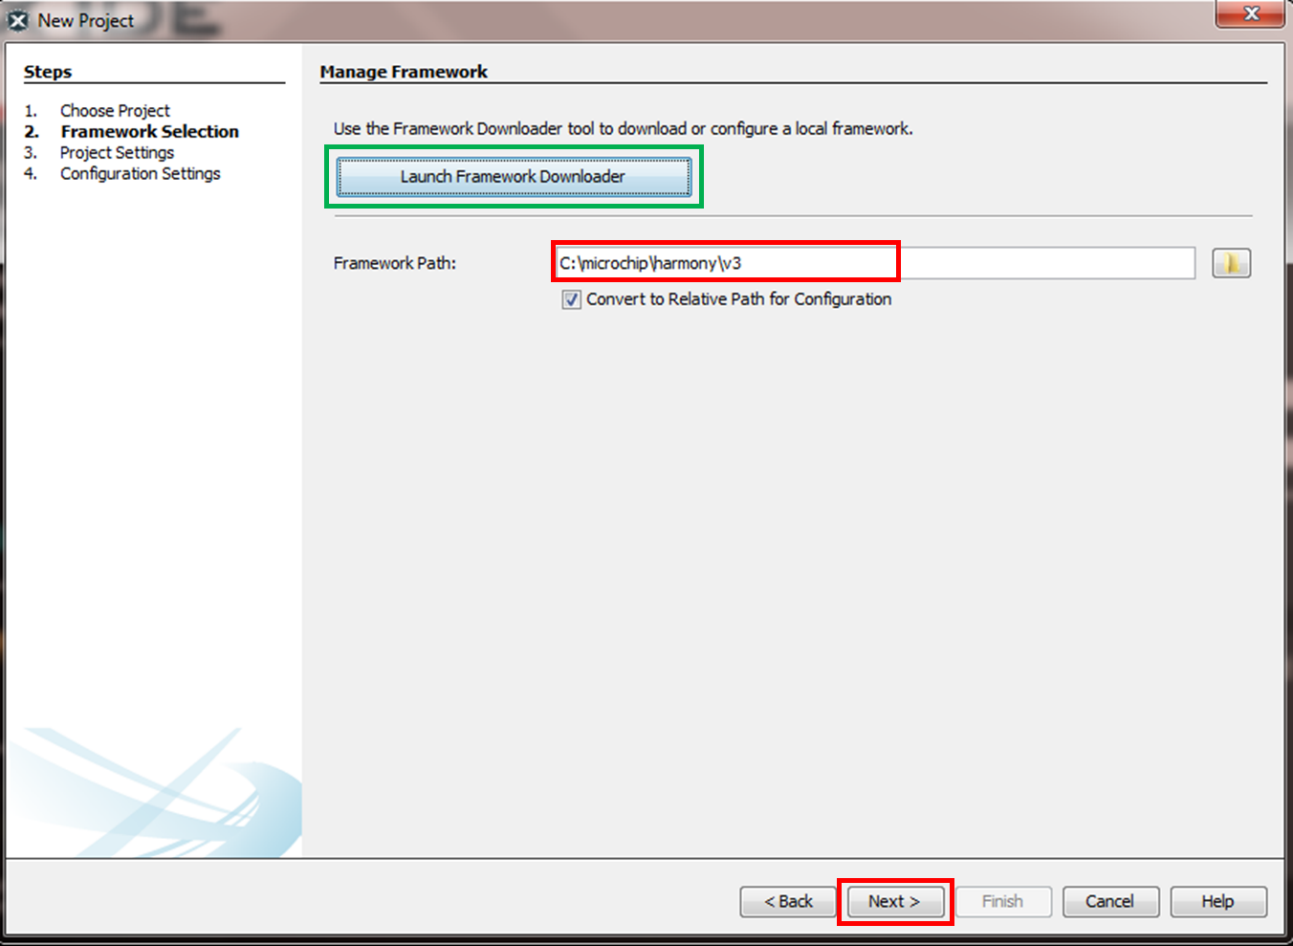 New Project
Steps
1. Choose Project
2. Framework Selection
3. Project Settings
4. Configuration Settings
Manage Framework
Use the Framework Downloader tool to download or configure a local framework.
Launch Framework Downloader
Framework Path: C:\microchip\harmony\v3
Convert to Relative Path for Configuration
< Back Next > Finish Cancel Help